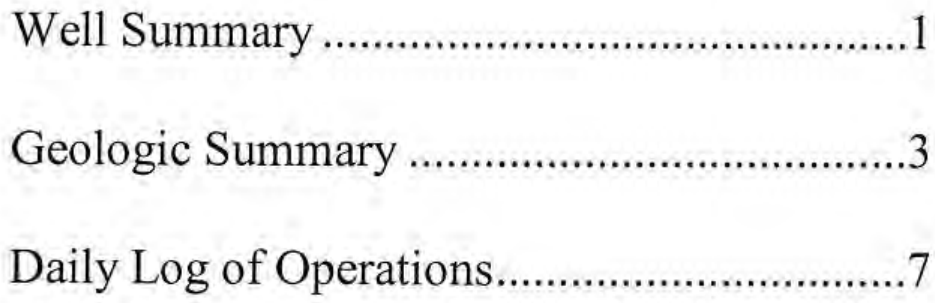 Well Summary ................................................1
Geologic Summary .........................................3
Daily Log of Operations..................................7